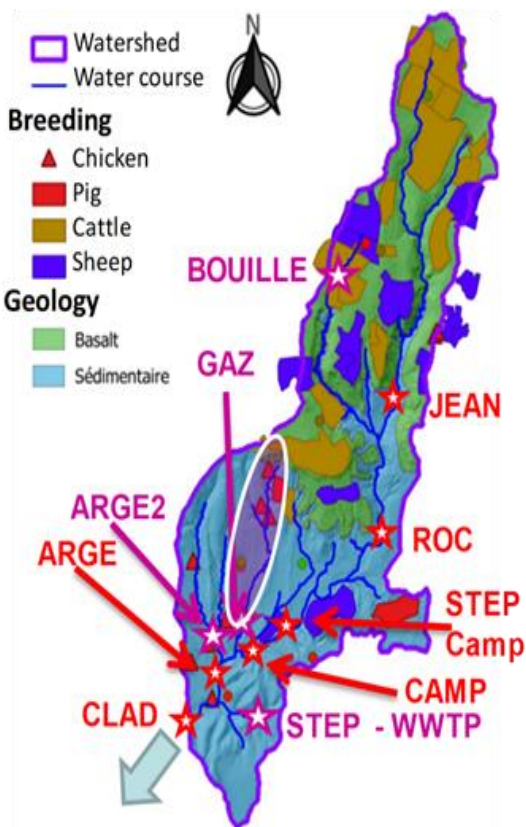 Watershed
Water course
N
Breeding
Chicken
Pig
Cattle
Sheep
Geology
Basalt
Sédimentaire
BOUILLE
GAZ
JEAN
ARGE2
ARGE
ROC
STEP
Camp
CAMP
CLAD
STEP - WWTP